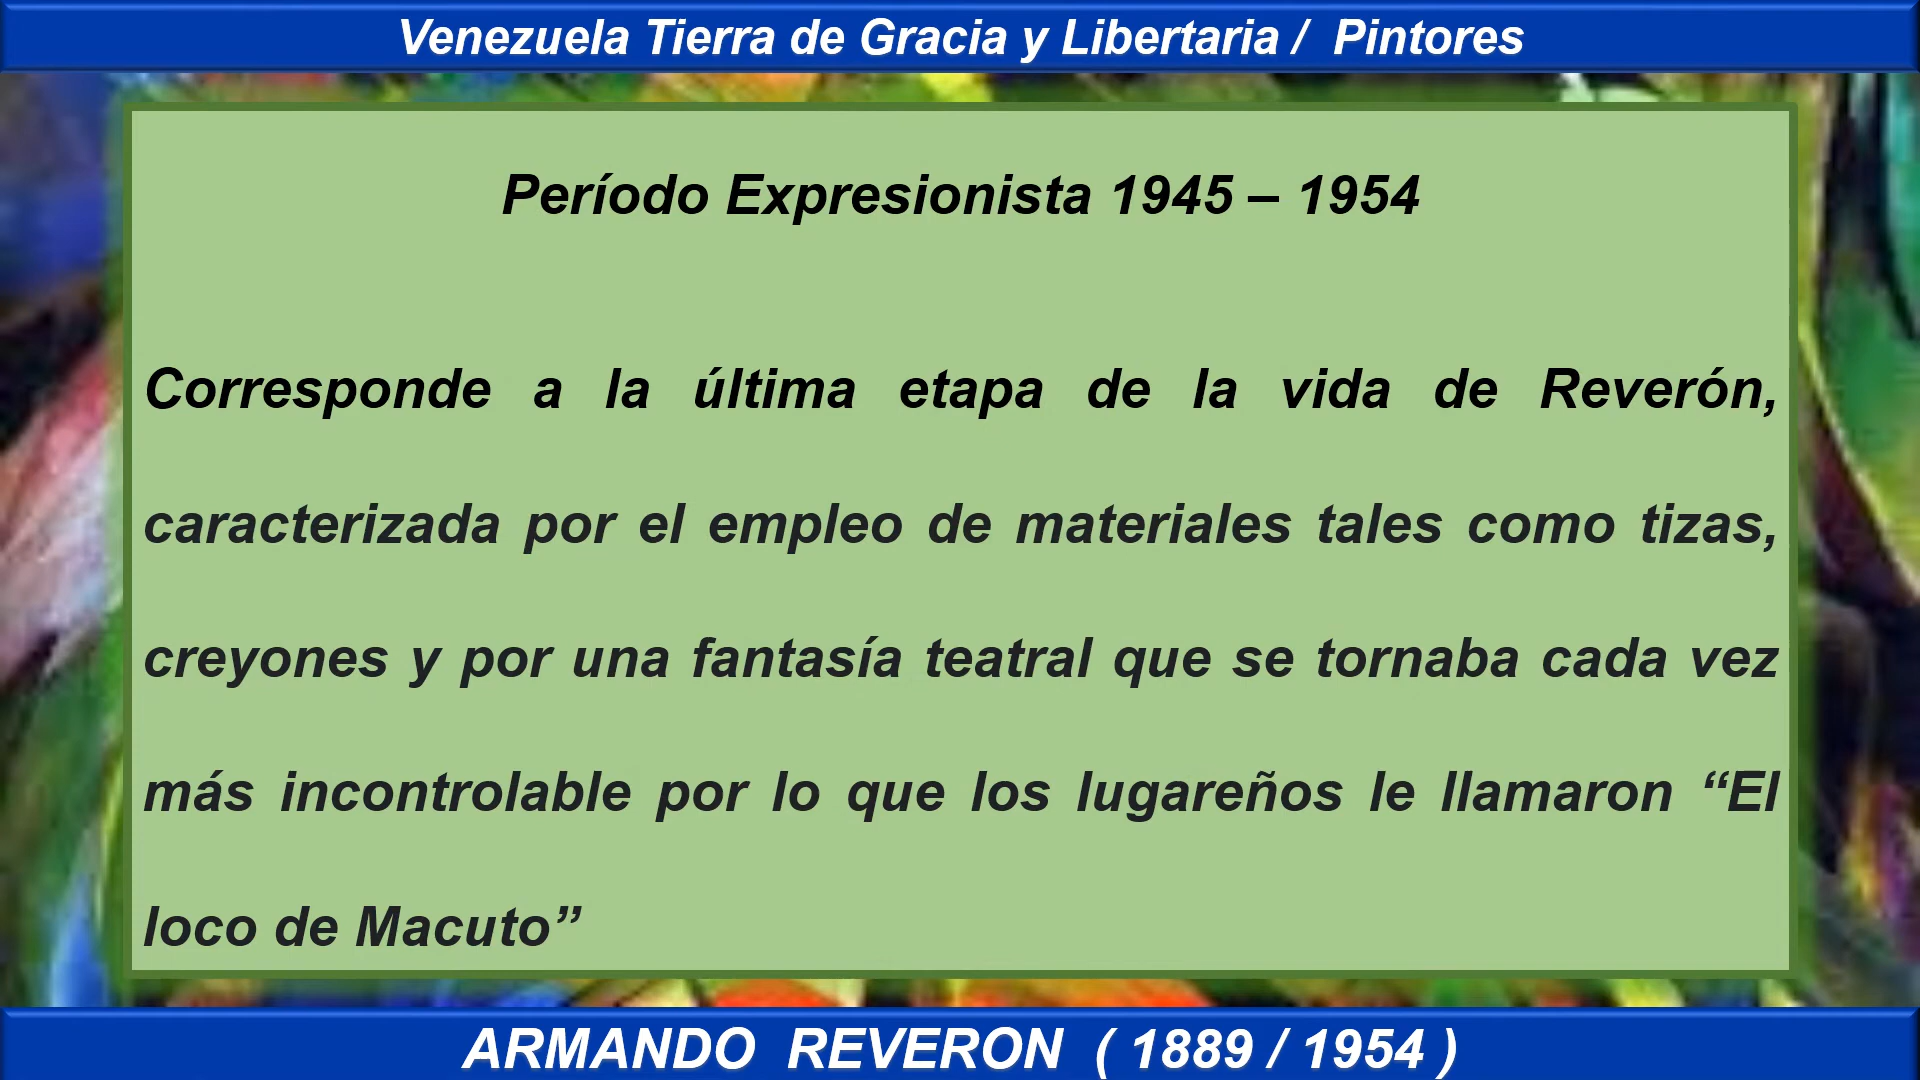 Venezuela Tierra de Gracia y Libertaria / Pintores
Período Expresionista 1945 – 1954
Corresponde a la última etapa de la vida de Reverón,
caracterizada por el empleo de materiales tales como tizas,
creyones y por una fantasía teatral que se tornaba cada vez
más incontrolable por lo que los lugareños le llamaron “El
loco de Macuto”
ARMANDO REVERON ( 1889 / 1954 )